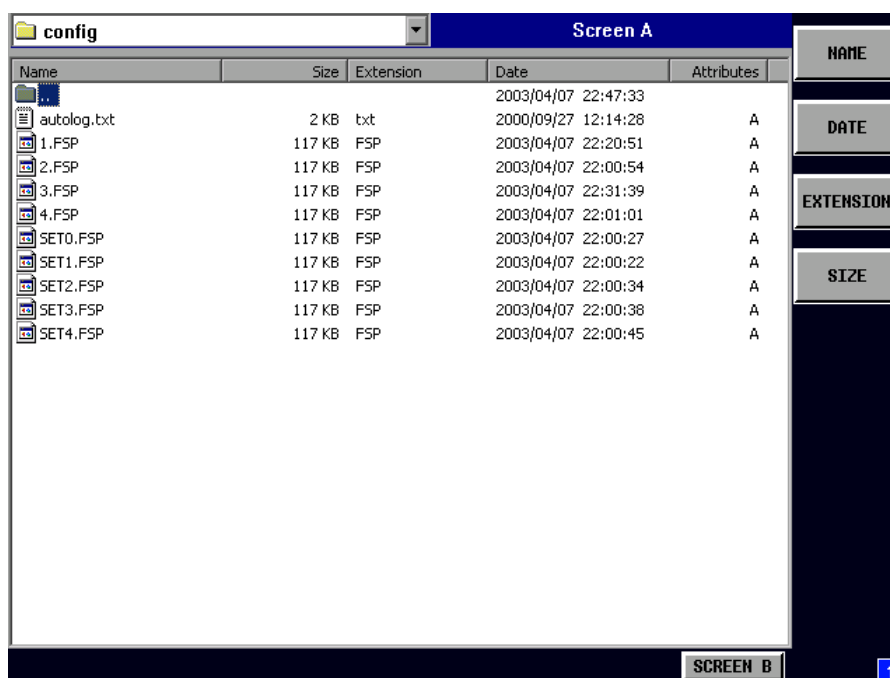 config Screen A
Name Size Extension Date Attributes
.. 2003/04/07 22:47:33
autolog.txt 2 KB txt 2000/09/27 12:14:28 A
1.FSP 117 KB FSP 2003/04/07 22:20:51 A
2.FSP 117 KB FSP 2003/04/07 22:00:54 A
3.FSP 117 KB FSP 2003/04/07 22:31:39 A
4.FSP 117 KB FSP 2003/04/07 22:01:01 A
SET0.FSP 117 KB FSP 2003/04/07 22:00:27 A
SET1.FSP 117 KB FSP 2003/04/07 22:00:22 A
SET2.FSP 117 KB FSP 2003/04/07 22:00:34 A
SET3.FSP 117 KB FSP 2003/04/07 22:00:38 A
SET4.FSP 117 KB FSP 2003/04/07 22:00:45 A
NAME
DATE
EXTENSION
SIZE
SCREEN B